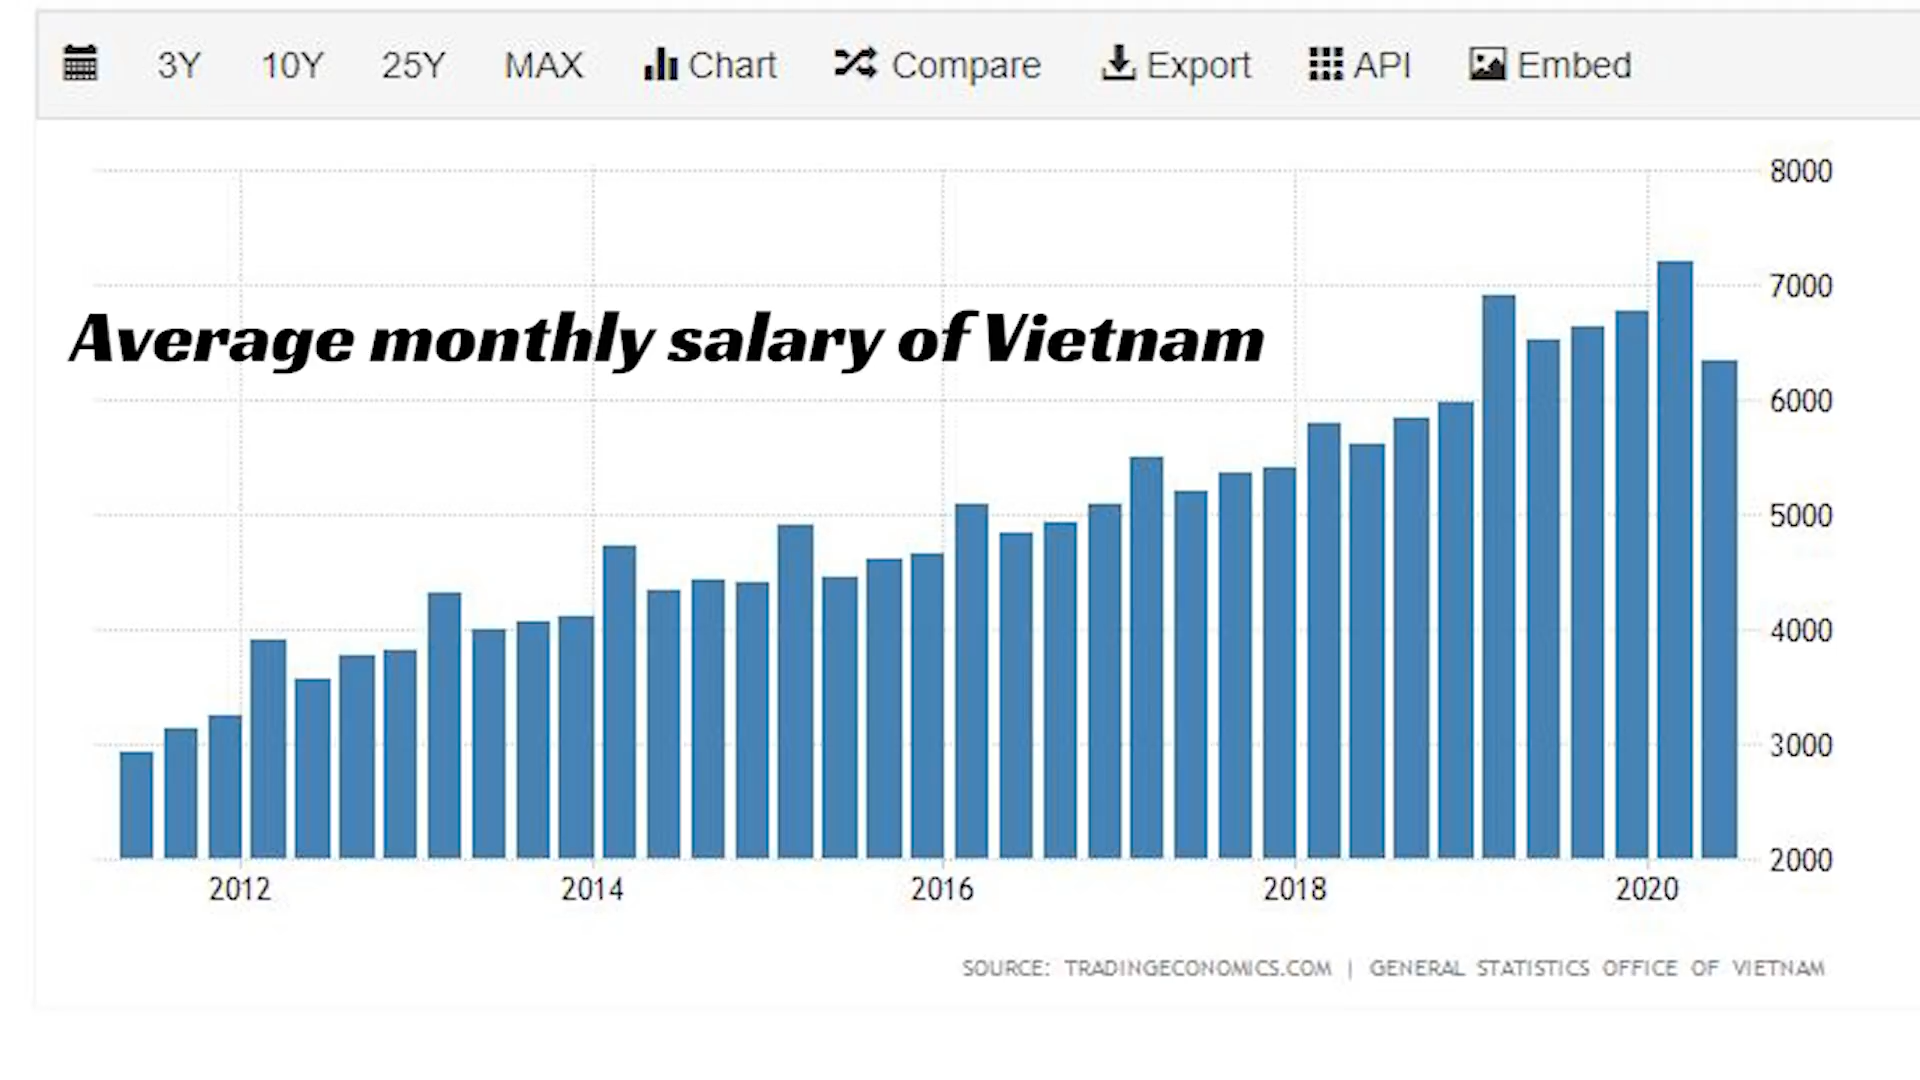 3Y 10Y 25Y MAX Chart Compare Export API Embed
8000
7000
Average monthly salary of Vietnam
6000
5000
4000
3000
2000
2012 2014 2016 2018 2020
SOURCE: TRADINGECONOMICS.COM | GENERAL STATISTICS OFFICE OF VIETNAM